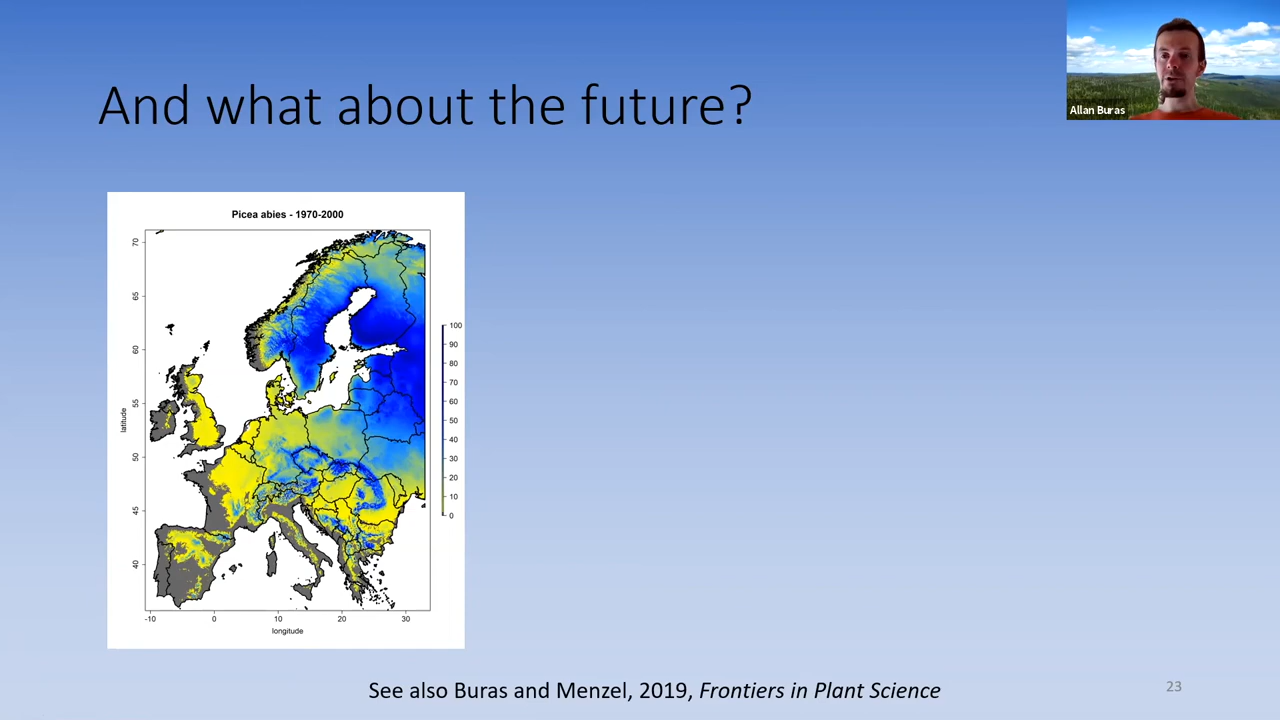 And what about the future?
Allan Buras
Picea abies - 1970-2000
70
65
60
55
50
45
40
latitude
-10 0 10 20 30
longitude
100
90
80
70
60
50
40
30
20
10
0
See also Buras and Menzel, 2019, Frontiers in Plant Science
23